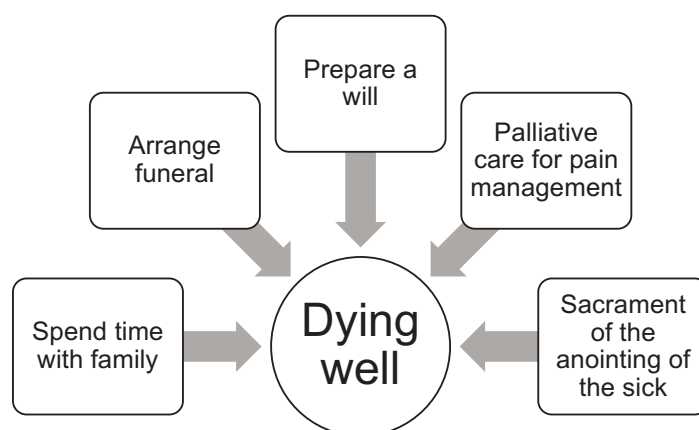 Prepare a
will
Arrange
funeral
Palliative
care for pain
management
Spend time
with family
Dying
well
Sacrament
of the
anointing of
the sick